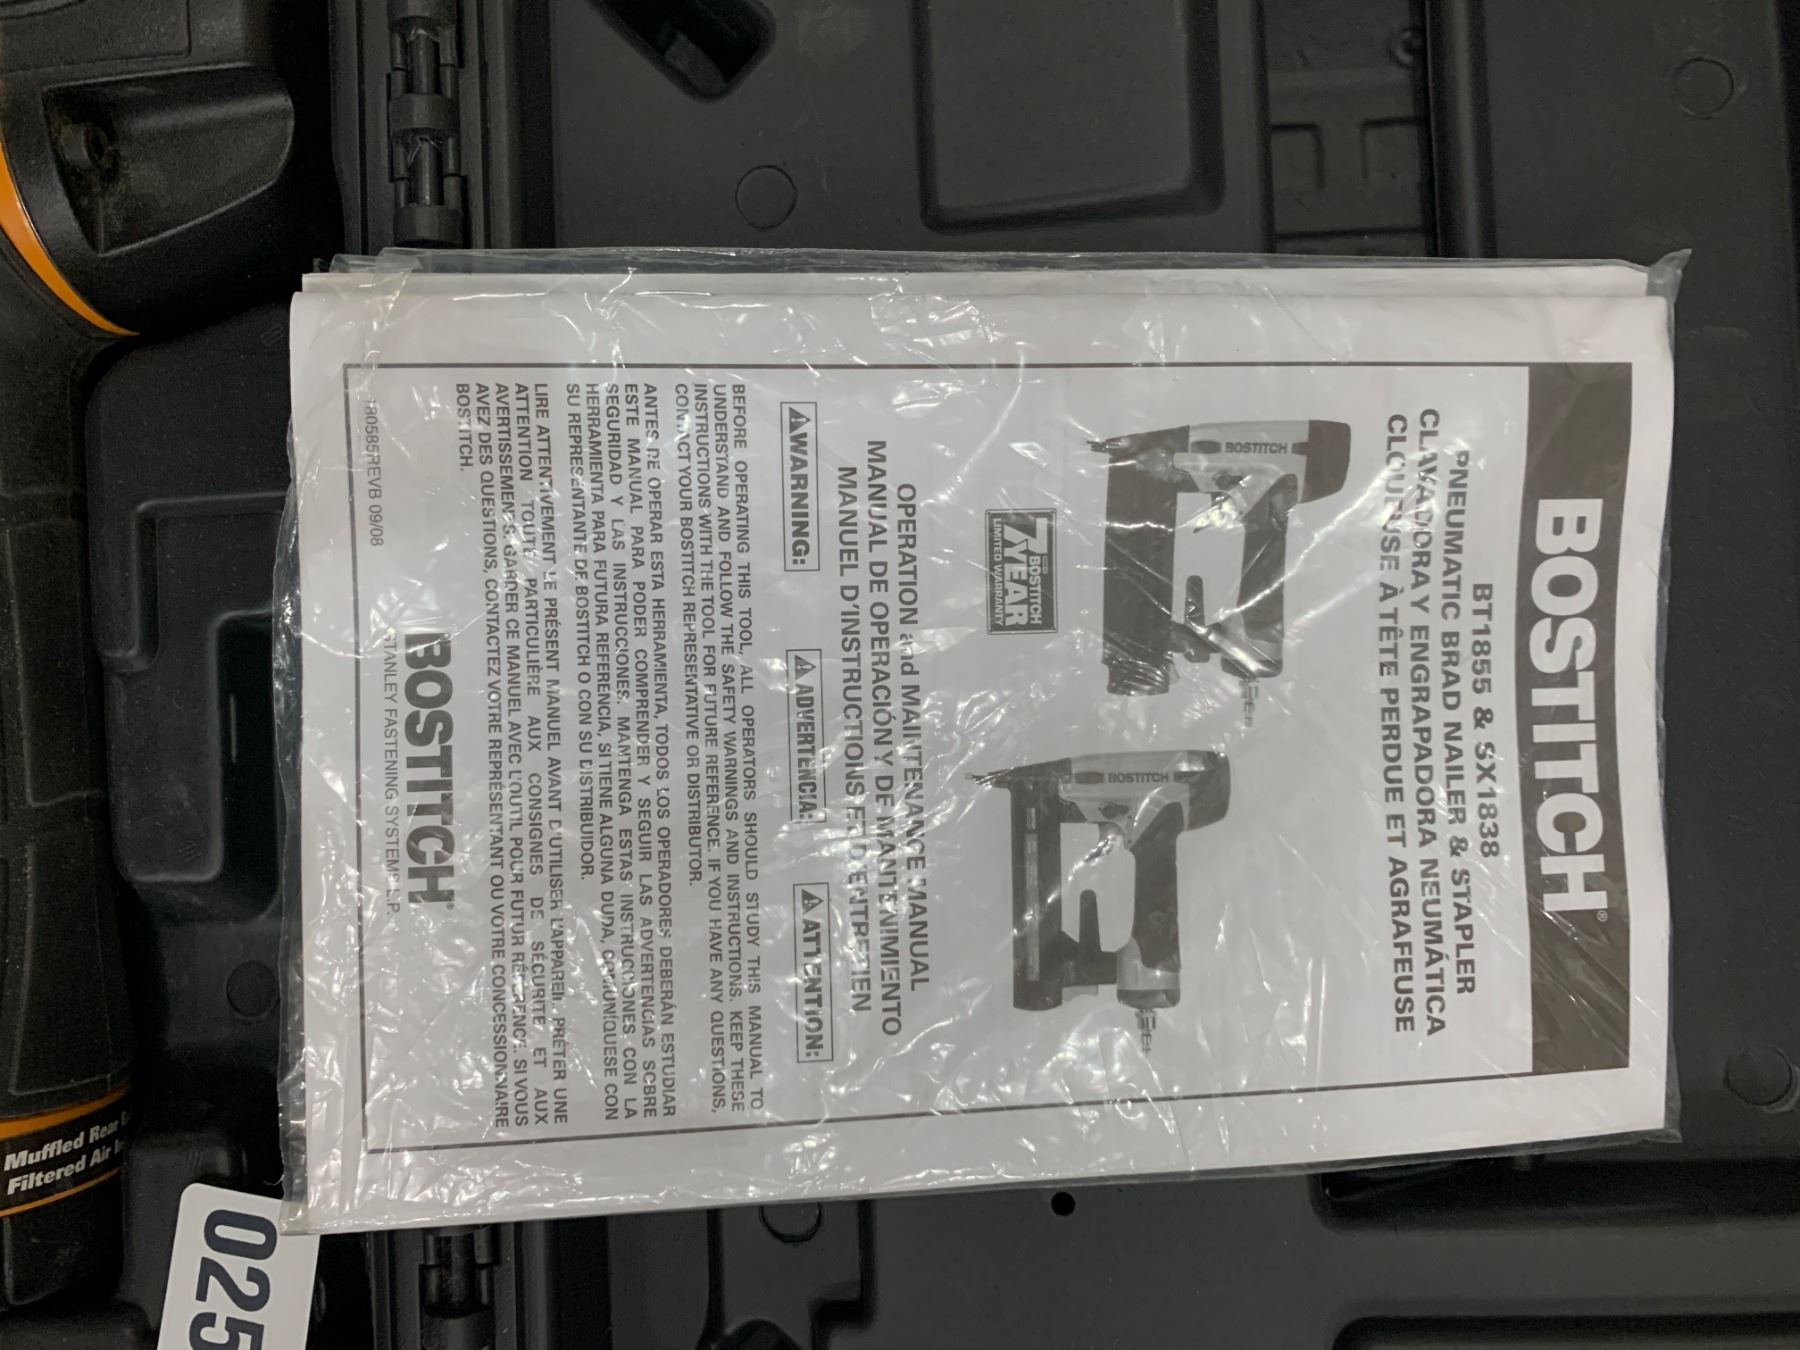 BOSTITCH®
BT1855 & SX1838
PNEUMATIC BRAD NAILER & STAPLER
CLAVADORA Y ENGRAPADORA NEUMÁTICA
CLOUEUSE À TÊTE PERDUE ET AGRAFEUSE
BOSTITCH
BOSTITCH
BOSTITCH
7 YEAR
LIMITED WARRANTY
OPERATION and MAINTENANCE MANUAL
MANUAL DE OPERACIÓN Y DE MANTENIMIENTO
MANUEL D'INSTRUCTIONS ET D'ENTRETIEN
WARNING: ADVERTENCIA: ATTENTION:
BEFORE OPERATING THIS TOOL, ALL OPERATORS SHOULD STUDY THIS MANUAL TO
UNDERSTAND AND FOLLOW THE SAFETY WARNINGS AND INSTRUCTIONS. KEEP THESE
INSTRUCTIONS WITH THE TOOL FOR FUTURE REFERENCE. IF YOU HAVE ANY QUESTIONS,
CONTACT YOUR BOSTITCH REPRESENTATIVE OR DISTRIBUTOR.
ANTES DE OPERAR ESTA HERRAMIENTA, TODOS LOS OPERADORES DEBERÁN ESTUDIAR
ESTE MANUAL PARA PODER COMPRENDER Y SEGUIR LAS ADVERTENCIAS SOBRE
SEGURIDAD Y LAS INSTRUCCIONES. MANTENGA ESTAS INSTRUCCIONES CON LA
HERRAMIENTA PARA FUTURA REFERENCIA, SI TIENE ALGUNA DUDA, COMUNIQUESE CON
SU REPRESENTANTE DE BOSTITCH O CON SU DISTRIBUIDOR.
LIRE ATTENTIVEMENT LE PRÉSENT MANUEL AVANT D'UTILISER L'APPAREIL. PRÊTER UNE
ATTENTION TOUTE PARTICULIÈRE AUX CONSIGNES DE SÉCURITE ET AUX
AVERTISSEMENTS. GARDER CE MANUEL AVEC L'OUTIL POUR FUTUR RÉFÉRENCE. SI VOUS
AVEZ DES QUESTIONS, CONTACTEZ VOTRE REPRÉSENTANT OU VOTRE CONCESSIONNAIRE
BOSTITCH.
BOSTITCH®
STANLEY FASTENING SYSTEMS L.P.
180585REVB 09/08
Muffled Rear
Filtered Air
025